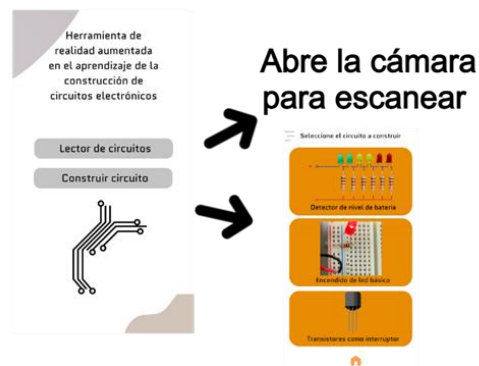 Herramienta de
realidad aumentada
en el aprendizaje de la
construcción de
circuitos electrónicos
Lector de circuitos
Construir circuito
Abre la cámara
para escanear
Seleccione el circuito a construir
Detector de nivel de batería
Encendido de led básico
Transistores como interruptor